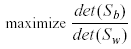 maximize det(S_b) / det(S_w)